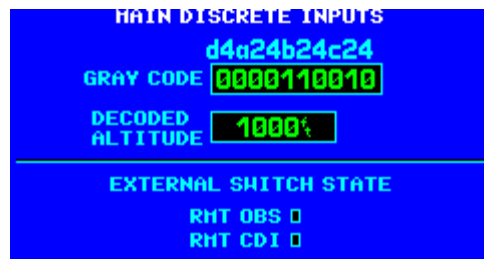 MAIN DISCRETE INPUTS
d4a24b24c24
GRAY CODE 0000110010
DECODED ALTITUDE 1000ft
EXTERNAL SWITCH STATE
RMT OBS
RMT CDI